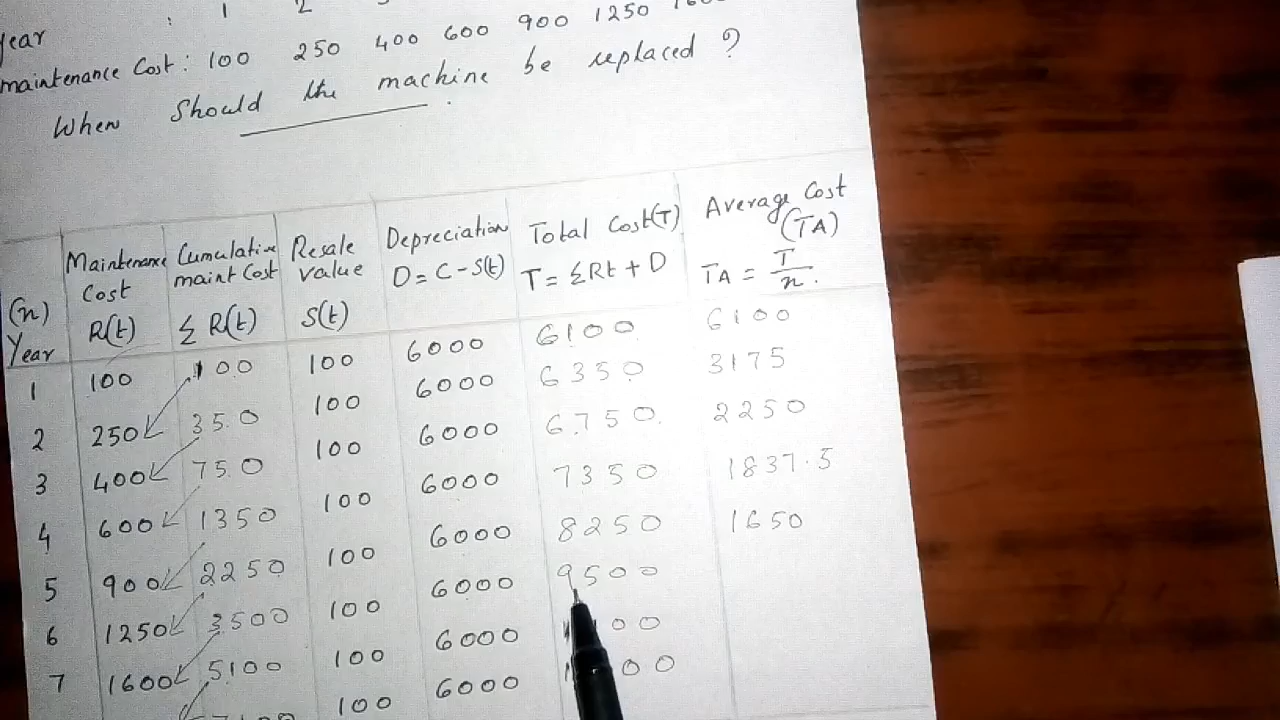 year : 1 2
maintenance Cost : 100 250 400 600 900 1250
When should the machine be replaced ?
(n) Year Maintenance Cost R(t) Cumulative maint Cost Σ R(t) Resale value S(t) Depreciation D = C - S(t) Total Cost(T) T = ΣRt + D Average Cost (TA) TA = T/n.
1 100 100 100 6000 6100 6100
2 250 350 100 6000 6350 3175
3 400 750 100 6000 6750 2250
4 600 1350 100 6000 7350 1837.5
5 900 2250 100 6000 8250 1650
6 1250 3500 100 6000 9500
7 1600 5100 100 6000
100 6000